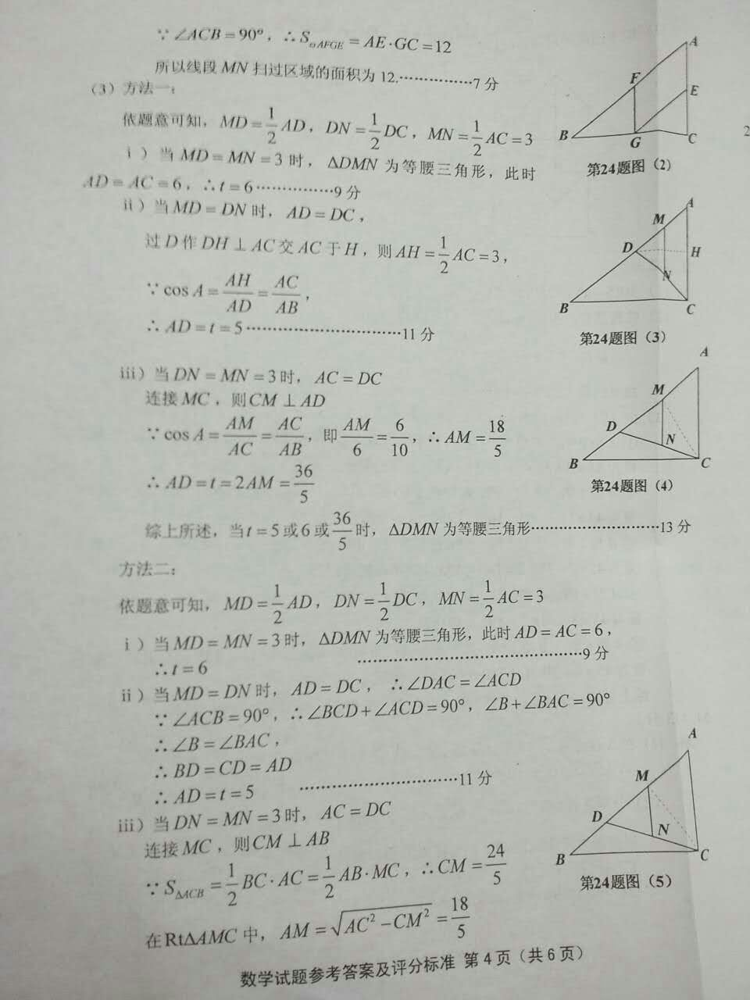 ∵ ∠ACB = 90°, ∴ S▱AFGE = AE·GC = 12
所以线段 MN 扫过区域的面积为 12.……………7 分
(3) 方法一:
依题意可知, MD = 1/2 AD, DN = 1/2 DC, MN = 1/2 AC = 3
i) 当 MD = MN = 3 时, ΔDMN 为等腰三角形, 此时
AD = AC = 6, ∴ t = 6……………9 分
ii) 当 MD = DN 时, AD = DC,
过 D 作 DH ⊥ AC 交 AC 于 H, 则 AH = 1/2 AC = 3,
∵ cos A = AH/AD = AC/AB,
∴ AD = t = 5……………………………11 分
iii) 当 DN = MN = 3 时, AC = DC
连接 MC, 则 CM ⊥ AD
∵ cos A = AM/AC = AC/AB, 即 AM/6 = 6/10, ∴ AM = 18/5
∴ AD = t = 2AM = 36/5
综上所述, 当 t = 5 或 6 或 36/5 时, ΔDMN 为等腰三角形………………………13 分
方法二:
依题意可知, MD = 1/2 AD, DN = 1/2 DC, MN = 1/2 AC = 3
i) 当 MD = MN = 3 时, ΔDMN 为等腰三角形, 此时 AD = AC = 6,
∴ t = 6 ……………………………………9 分
ii) 当 MD = DN 时, AD = DC, ∴ ∠DAC = ∠ACD
∵ ∠ACB = 90°, ∴ ∠BCD + ∠ACD = 90°, ∠B + ∠BAC = 90°
∴ ∠B = ∠BAC,
∴ BD = CD = AD
∴ AD = t = 5 …………………………11 分
iii) 当 DN = MN = 3 时, AC = DC
连接 MC, 则 CM ⊥ AB
∵ SΔACB = 1/2 BC·AC = 1/2 AB·MC, ∴ CM = 24/5
在 RtΔAMC 中, AM = √(AC² − CM²) = 18/5
数学试题参考答案及评分标准 第 4 页 (共 6 页)
A
F
E
B
G
C
第24题图 (2)
2
A
M
D
H
N
B
C
第24题图 (3)
A
M
D
N
B
C
第24题图 (4)
A
M
D
N
B
C
第24题图 (5)